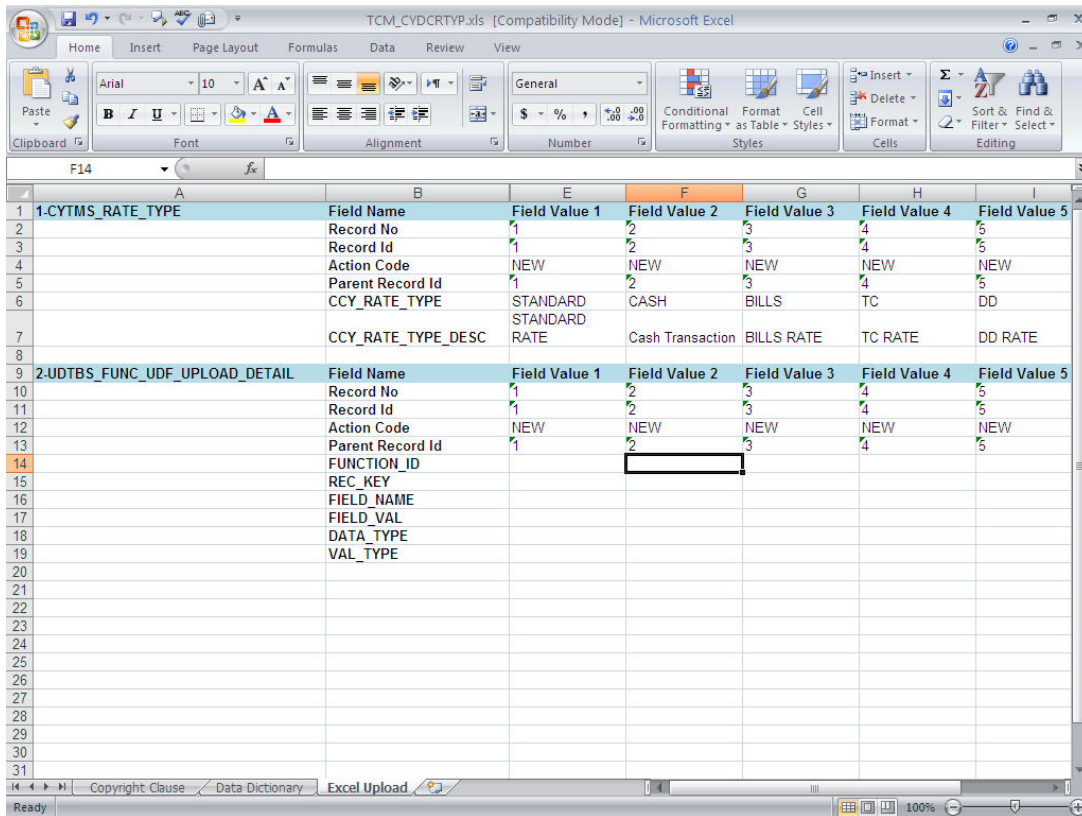 TCM_CYDCRTYP.xls [Compatibility Mode] - Microsoft Excel
Home Insert Page Layout Formulas Data Review View
Paste
Clipboard
Arial 10 A A
B I U A
Font
Alignment
General
$ % , .0 .00 .00 .0
Number
Conditional Formatting
Format as Table
Cell Styles
Styles
Insert
Delete
Format
Cells
Σ
Sort & Filter
Find & Select
Editing
F14 fx
A B E F G H I
1 1-CYTMS_RATE_TYPE Field Name Field Value 1 Field Value 2 Field Value 3 Field Value 4 Field Value 5
2 Record No 1 2 3 4 5
3 Record Id 1 2 3 4 5
4 Action Code NEW NEW NEW NEW NEW
5 Parent Record Id 1 2 3 4 5
6 CCY_RATE_TYPE STANDARD CASH BILLS TC DD
7 CCY_RATE_TYPE_DESC STANDARD RATE Cash Transaction BILLS RATE TC RATE DD RATE
8
9 2-UDTBS_FUNC_UDF_UPLOAD_DETAIL Field Name Field Value 1 Field Value 2 Field Value 3 Field Value 4 Field Value 5
10 Record No 1 2 3 4 5
11 Record Id 1 2 3 4 5
12 Action Code NEW NEW NEW NEW NEW
13 Parent Record Id 1 2 3 4 5
14 FUNCTION_ID
15 REC_KEY
16 FIELD_NAME
17 FIELD_VAL
18 DATA_TYPE
19 VAL_TYPE
20
21
22
23
24
25
26
27
28
29
30
31
Copyright Clause Data Dictionary Excel Upload
Ready 100%